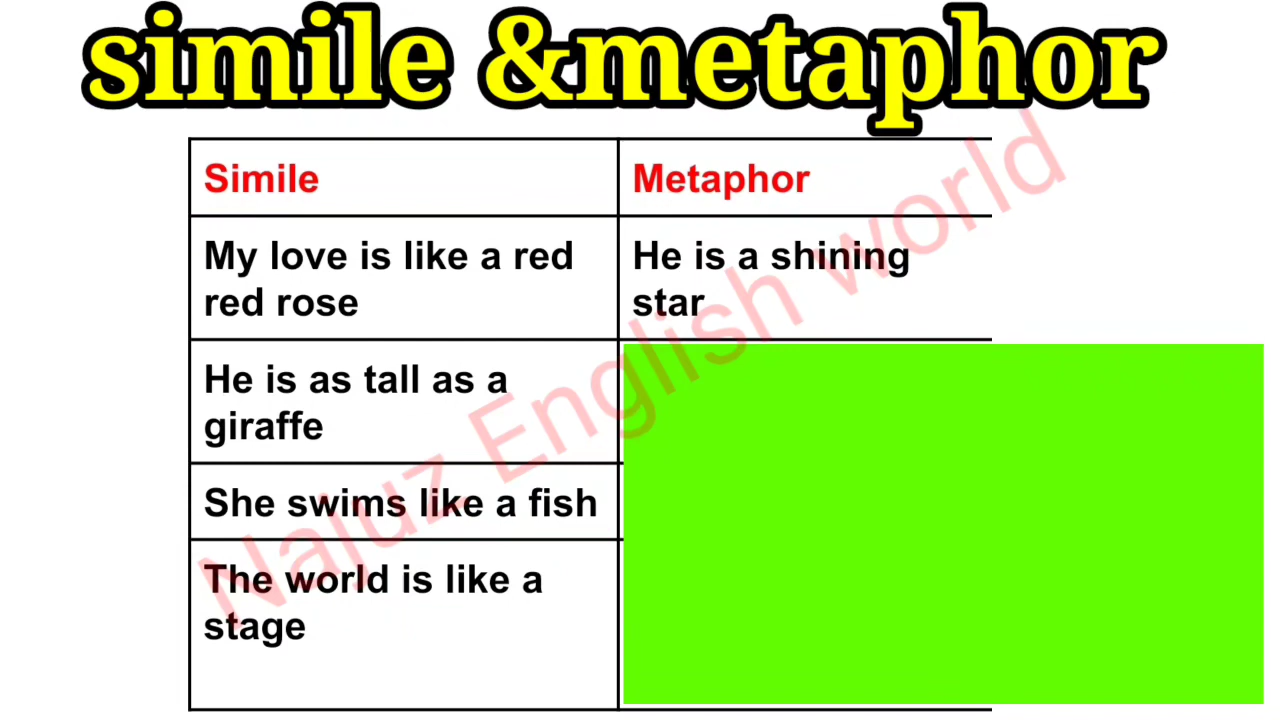 simile &metaphor
Simile
Metaphor
My love is like a red
red rose
He is a shining
star
He is as tall as a
giraffe
She swims like a fish
The world is like a
stage
Najuz English world